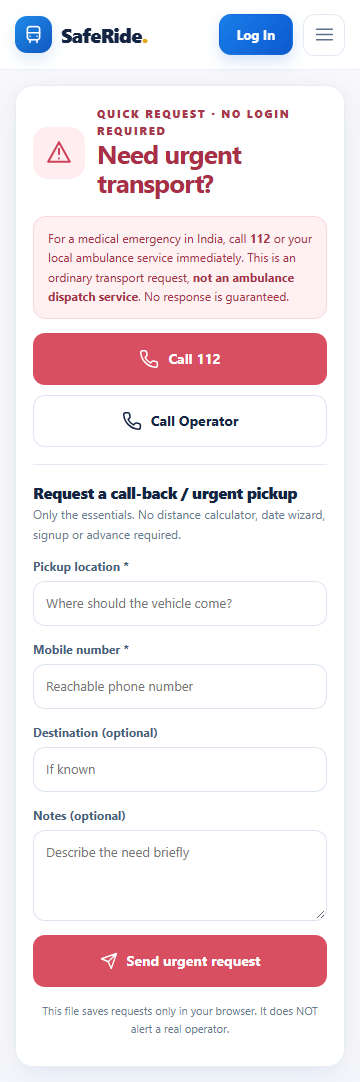 SafeRide.
Log In
QUICK REQUEST · NO LOGIN
REQUIRED
Need urgent
transport?
For a medical emergency in India, call 112 or your
local ambulance service immediately. This is an
ordinary transport request, not an ambulance
dispatch service. No response is guaranteed.
Call 112
Call Operator
Request a call-back / urgent pickup
Only the essentials. No distance calculator, date wizard,
signup or advance required.
Pickup location *
Where should the vehicle come?
Mobile number *
Reachable phone number
Destination (optional)
If known
Notes (optional)
Describe the need briefly
Send urgent request
This file saves requests only in your browser. It does NOT
alert a real operator.